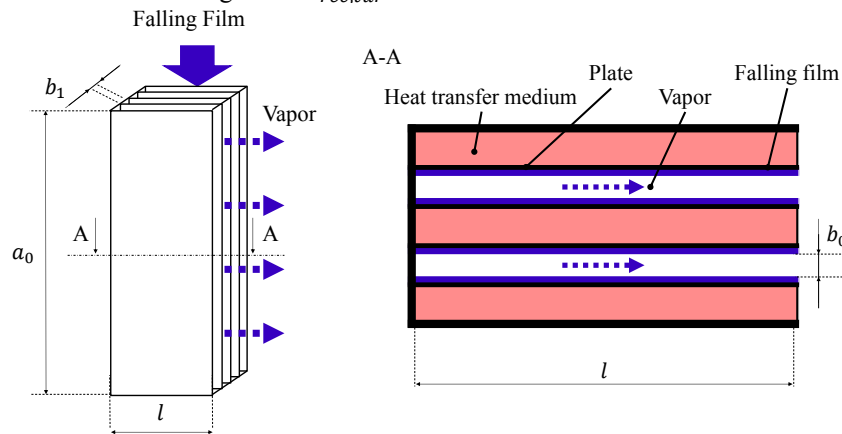 Falling Film
b₁
Vapor
A A
a₀
l
A-A
Plate
Falling film
Heat transfer medium
Vapor
b₀
l